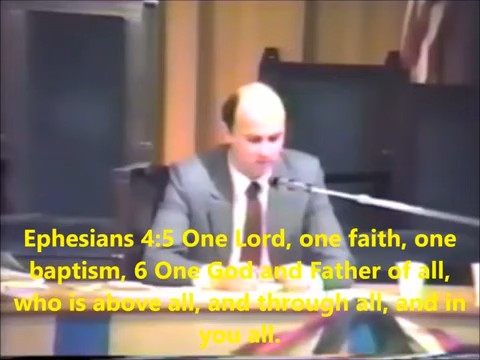 Ephesians 4:5 One Lord, one faith, one
baptism, 6 One God and Father of all,
who is above all, and through all, and in
you all.